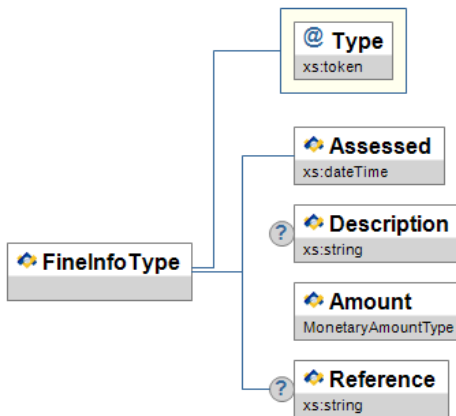 @ Type
xs:token
Assessed
xs:dateTime
? Description
xs:string
FineInfoType
Amount
MonetaryAmountType
? Reference
xs:string